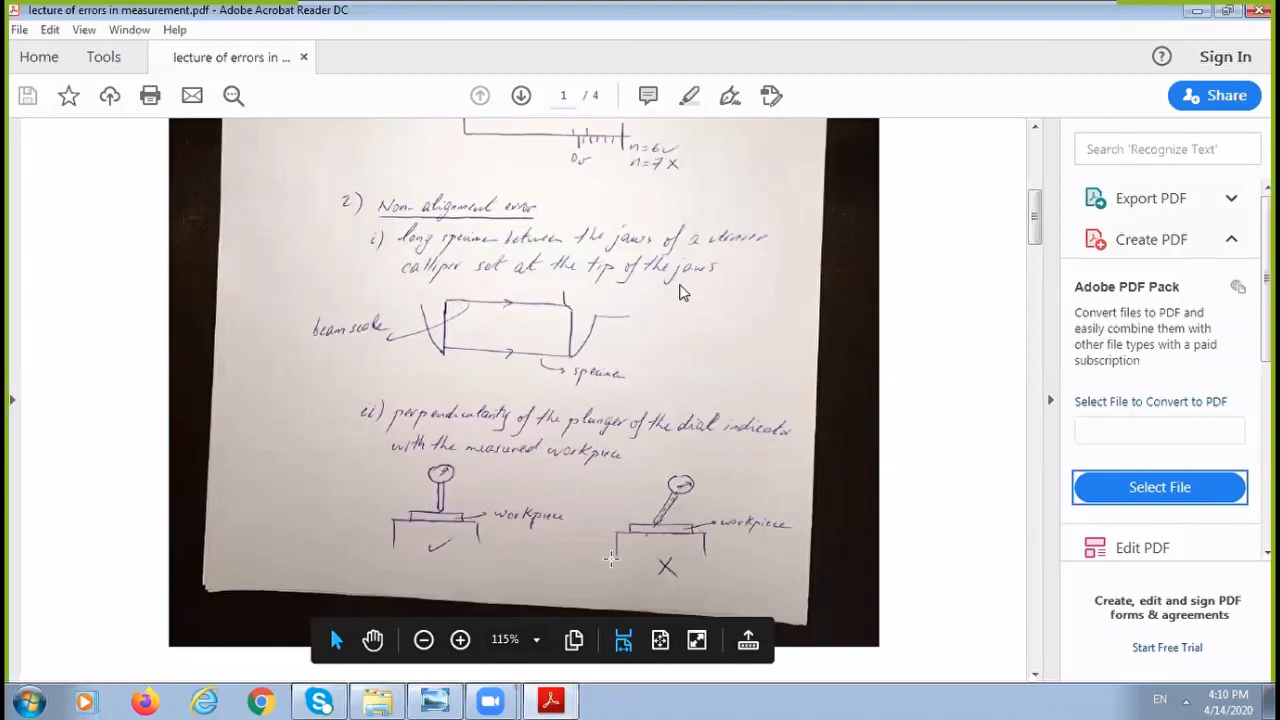 lecture of errors in measurement.pdf - Adobe Acrobat Reader DC
File Edit View Window Help
Home Tools lecture of errors in ... ×
Sign In
1 / 4
Share
n=6✓
0✓
n=7 X
2) Non-alignment error
i) long specimen between the jaws of a vernier
calliper set at the tip of the jaws
beam scale
specimen
ii) perpendicularity of the plunger of the dial indicator
with the measured workpiece
workpiece
workpiece
✓
X
115%
Search 'Recognize Text'
Export PDF
Create PDF
Adobe PDF Pack
Convert files to PDF and
easily combine them with
other file types with a paid
subscription
Select File to Convert to PDF
Select File
Edit PDF
Create, edit and sign PDF
forms & agreements
Start Free Trial
EN
4:10 PM
4/14/2020